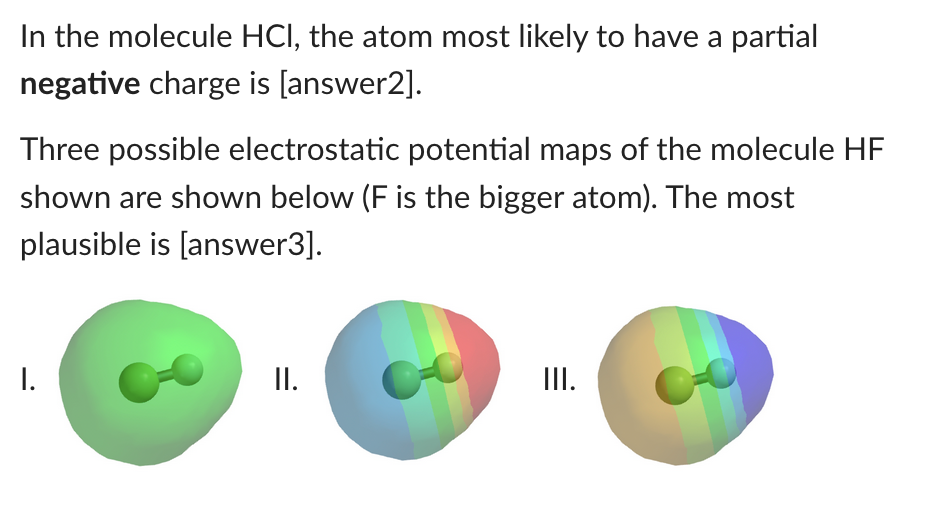 In the molecule HCl, the atom most likely to have a partial
negative charge is [answer2].
Three possible electrostatic potential maps of the molecule HF
shown are shown below (F is the bigger atom). The most
plausible is [answer3].
I. II. III.